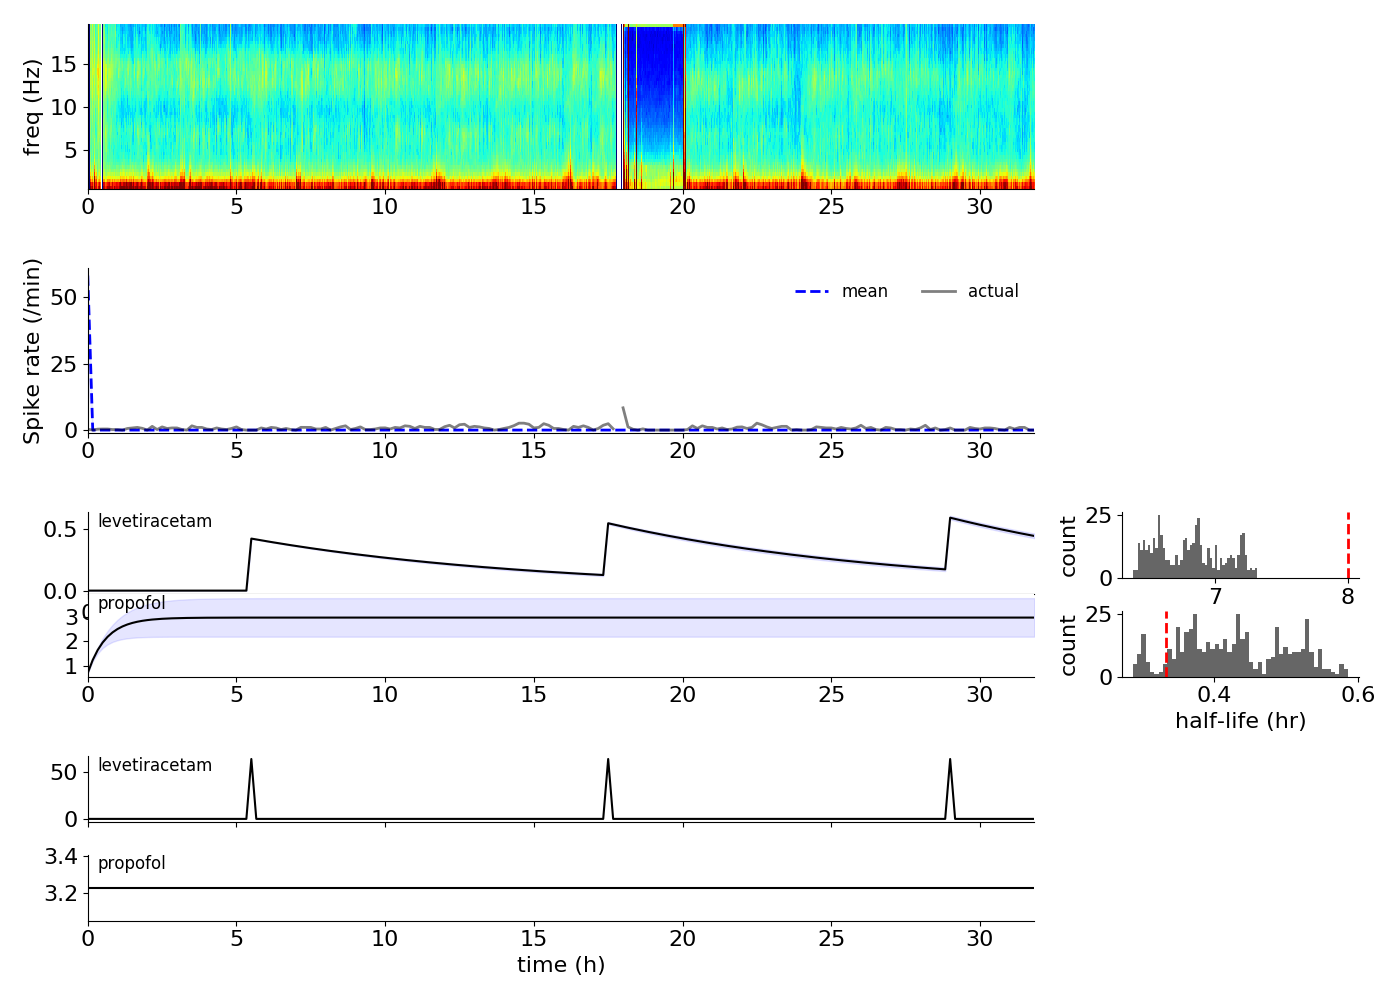 freq (Hz)
15
10
5
0 5 10 15 20 25 30
Spike rate (/min)
50
25
0
mean actual
0 5 10 15 20 25 30
levetiracetam
0.5
0.0
0
propofol
3
2
1
0 5 10 15 20 25 30
count
25
0
7 8
count
25
0
0.4 0.6
half-life (hr)
levetiracetam
50
0
propofol
3.4
3.2
0 5 10 15 20 25 30
time (h)